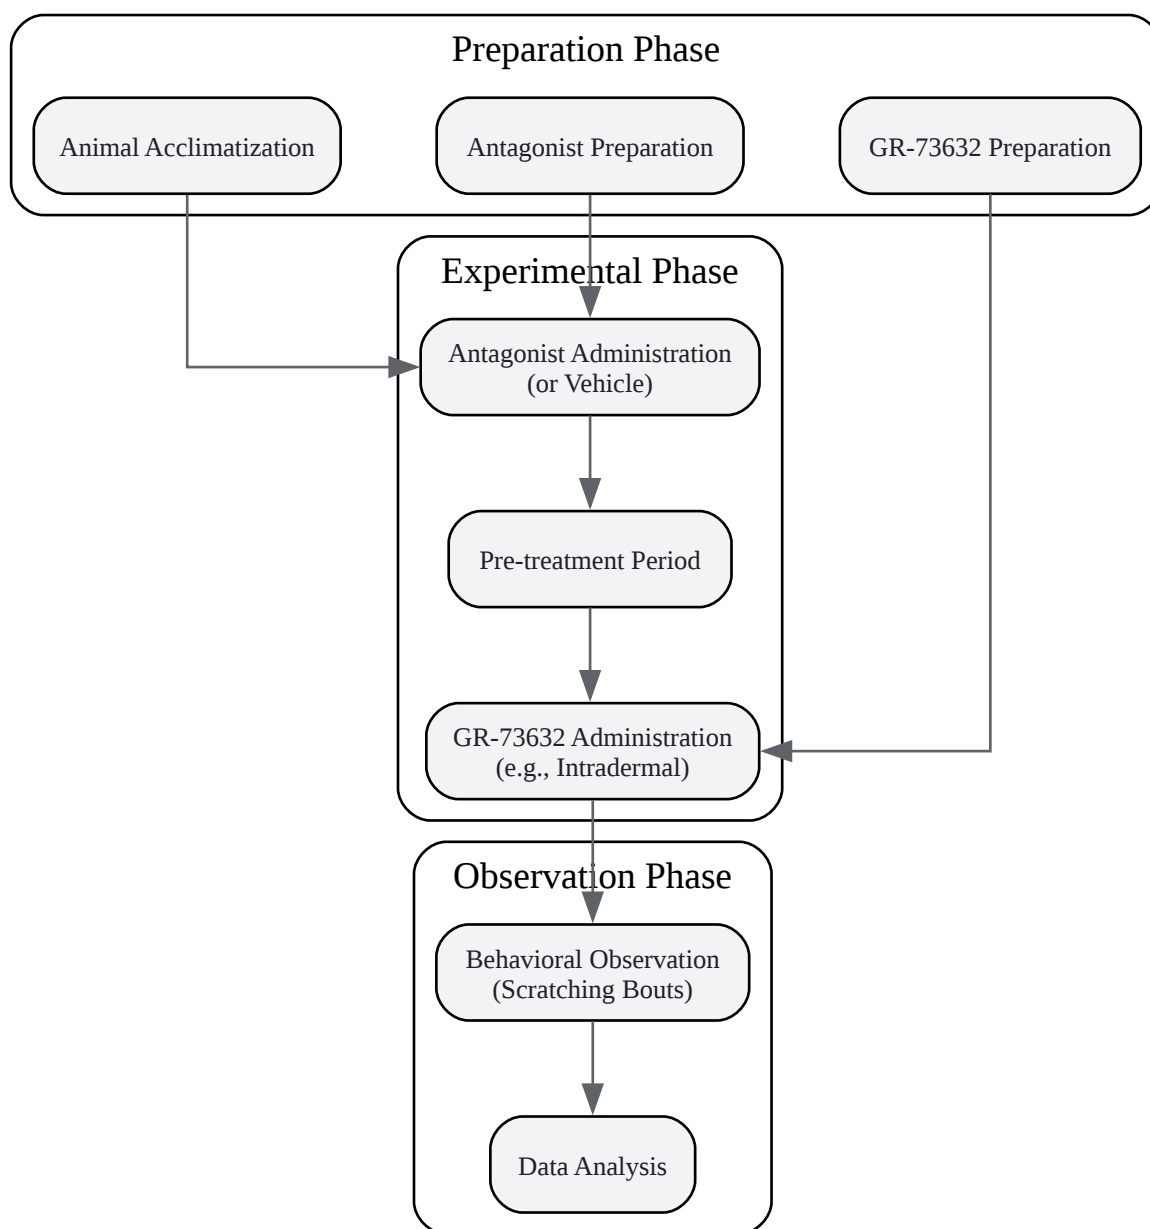 Preparation Phase
Animal Acclimatization
Antagonist Preparation
GR-73632 Preparation
Experimental Phase
Antagonist Administration
(or Vehicle)
Pre-treatment Period
GR-73632 Administration
(e.g., Intradermal)
Observation Phase
Behavioral Observation
(Scratching Bouts)
Data Analysis